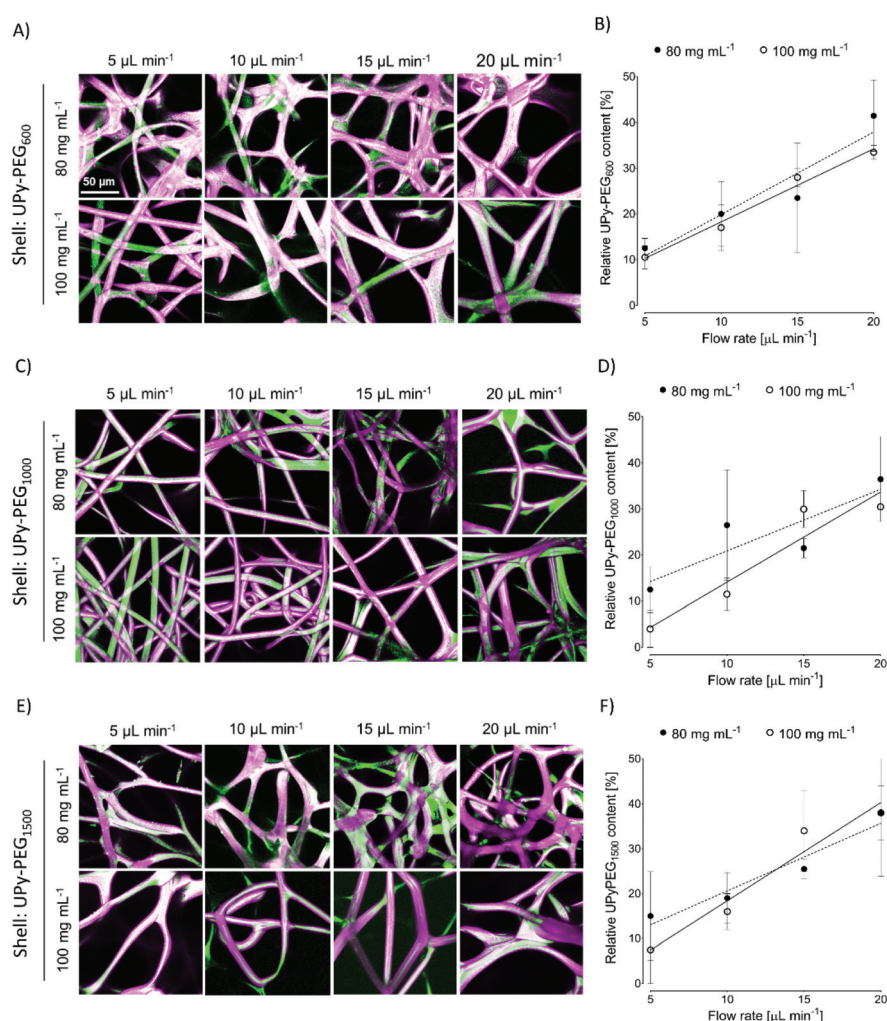 A)
5 µL min⁻¹ 10 µL min⁻¹ 15 µL min⁻¹ 20 µL min⁻¹
Shell: UPy-PEG₆₀₀
80 mg mL⁻¹
50 µm
100 mg mL⁻¹
B)
80 mg mL⁻¹ 100 mg mL⁻¹
Relative UPy-PEG₆₀₀ content [%]
50
40
30
20
10
0
5 10 15 20
Flow rate [µL min⁻¹]
C)
5 µL min⁻¹ 10 µL min⁻¹ 15 µL min⁻¹ 20 µL min⁻¹
Shell: UPy-PEG₁₀₀₀
80 mg mL⁻¹
100 mg mL⁻¹
D)
80 mg mL⁻¹ 100 mg mL⁻¹
Relative UPy-PEG₁₀₀₀ content [%]
50
40
30
20
10
0
5 10 15 20
Flow rate [µL min⁻¹]
E)
5 µL min⁻¹ 10 µL min⁻¹ 15 µL min⁻¹ 20 µL min⁻¹
Shell: UPy-PEG₁₅₀₀
80 mg mL⁻¹
100 mg mL⁻¹
F)
80 mg mL⁻¹ 100 mg mL⁻¹
Relative UPyPEG₁₅₀₀ content [%]
50
40
30
20
10
0
5 10 15 20
Flow rate [µL min⁻¹]